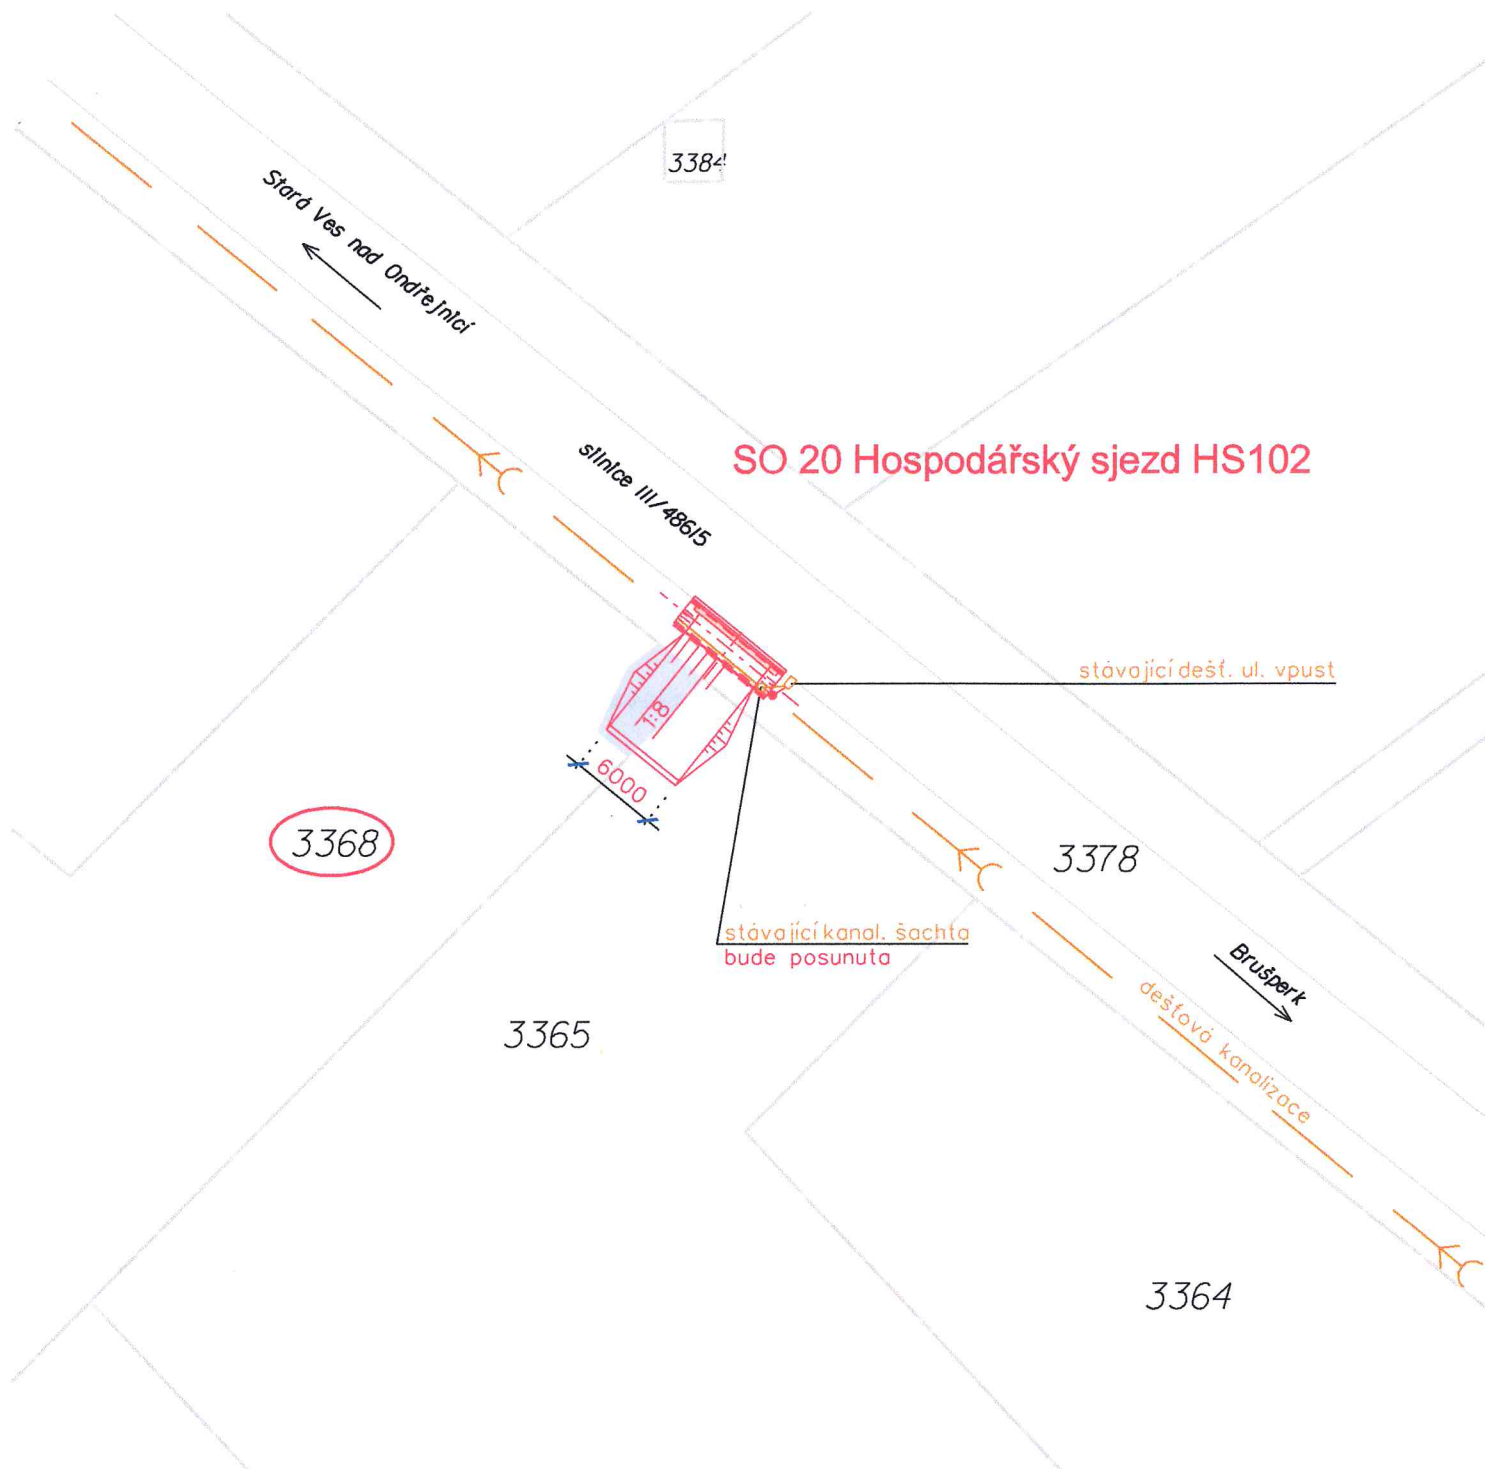 3384
Stará Ves nad Ondřejnicí
SO 20 Hospodářský sjezd HS102
silnice III/48615
stávající dešť. ul. vpust
1:8
6000
3368
3378
stávající kanal. šachta
bude posunuta
Brušperk
dešťová kanalizace
3365
3364